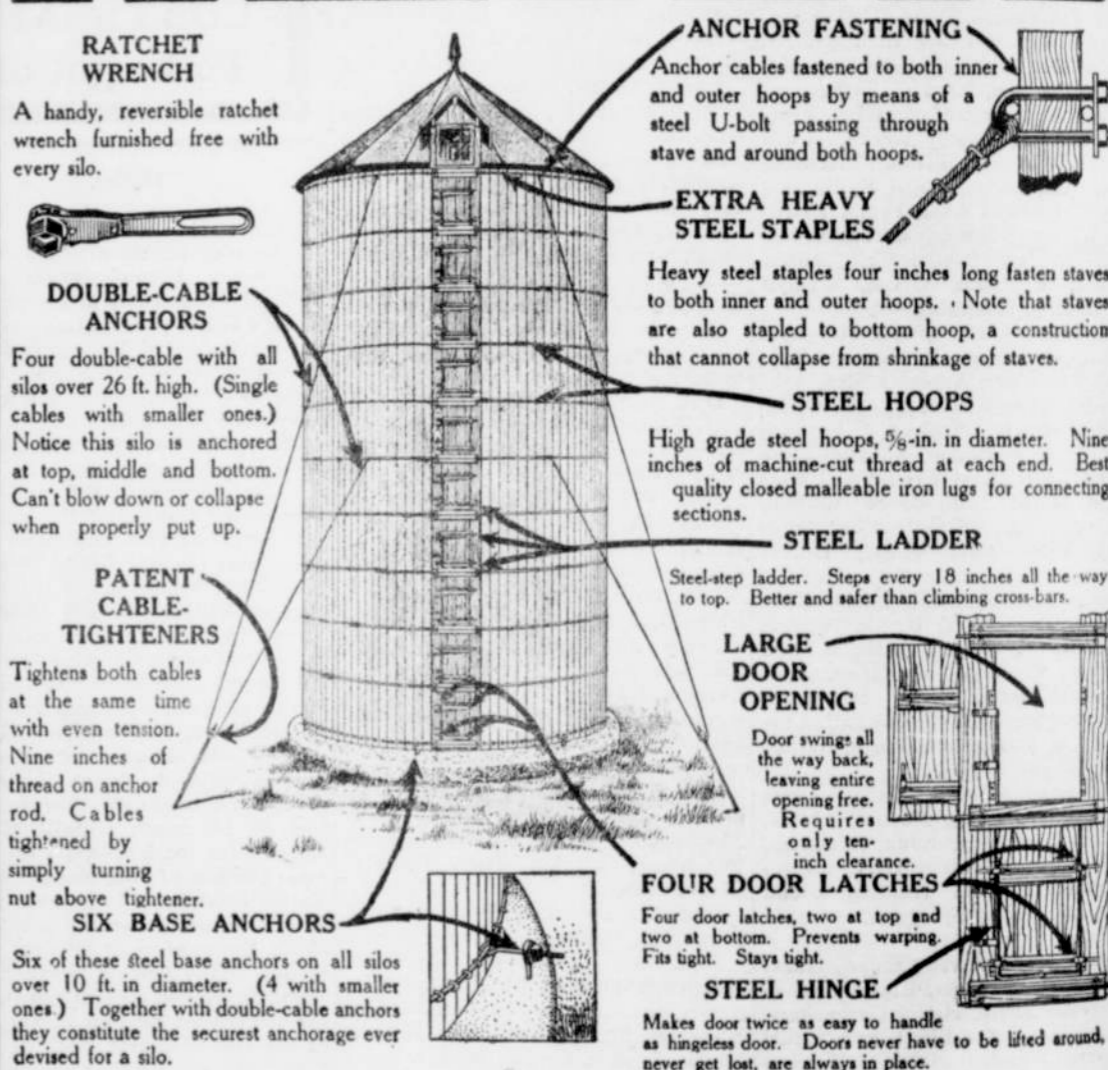 RATCHET
WRENCH
A handy, reversible ratchet
wrench furnished free with
every silo.
DOUBLE-CABLE
ANCHORS
Four double-cable with all
silos over 26 ft. high. (Single
cables with smaller ones.)
Notice this silo is anchored
at top, middle and bottom.
Can't blow down or collapse
when properly put up.
PATENT
CABLE-
TIGHTENERS
Tightens both cables
at the same time
with even tension.
Nine inches of
thread on anchor
rod. Cables
tightened by
simply turning
nut above tightener.
SIX BASE ANCHORS
Six of these steel base anchors on all silos
over 10 ft. in diameter. (4 with smaller
ones.) Together with double-cable anchors
they constitute the securest anchorage ever
devised for a silo.
ANCHOR FASTENING
Anchor cables fastened to both inner
and outer hoops by means of a
steel U-bolt passing through
stave and around both hoops.
EXTRA HEAVY
STEEL STAPLES
Heavy steel staples four inches long fasten staves
to both inner and outer hoops. Note that staves
are also stapled to bottom hoop, a construction
that cannot collapse from shrinkage of staves.
STEEL HOOPS
High grade steel hoops, ⅝-in. in diameter. Nine
inches of machine-cut thread at each end. Best
quality closed malleable iron lugs for connecting
sections.
STEEL LADDER
Steel-step ladder. Steps every 18 inches all the way
to top. Better and safer than climbing cross-bars.
LARGE
DOOR
OPENING
Door swings all
the way back,
leaving entire
opening free.
Requires
only ten-
inch clearance.
FOUR DOOR LATCHES
Four door latches, two at top and
two at bottom. Prevents warping.
Fits tight. Stays tight.
STEEL HINGE
Makes door twice as easy to handle
as hingeless door. Doors never have to be lifted around,
never get lost, are always in place.